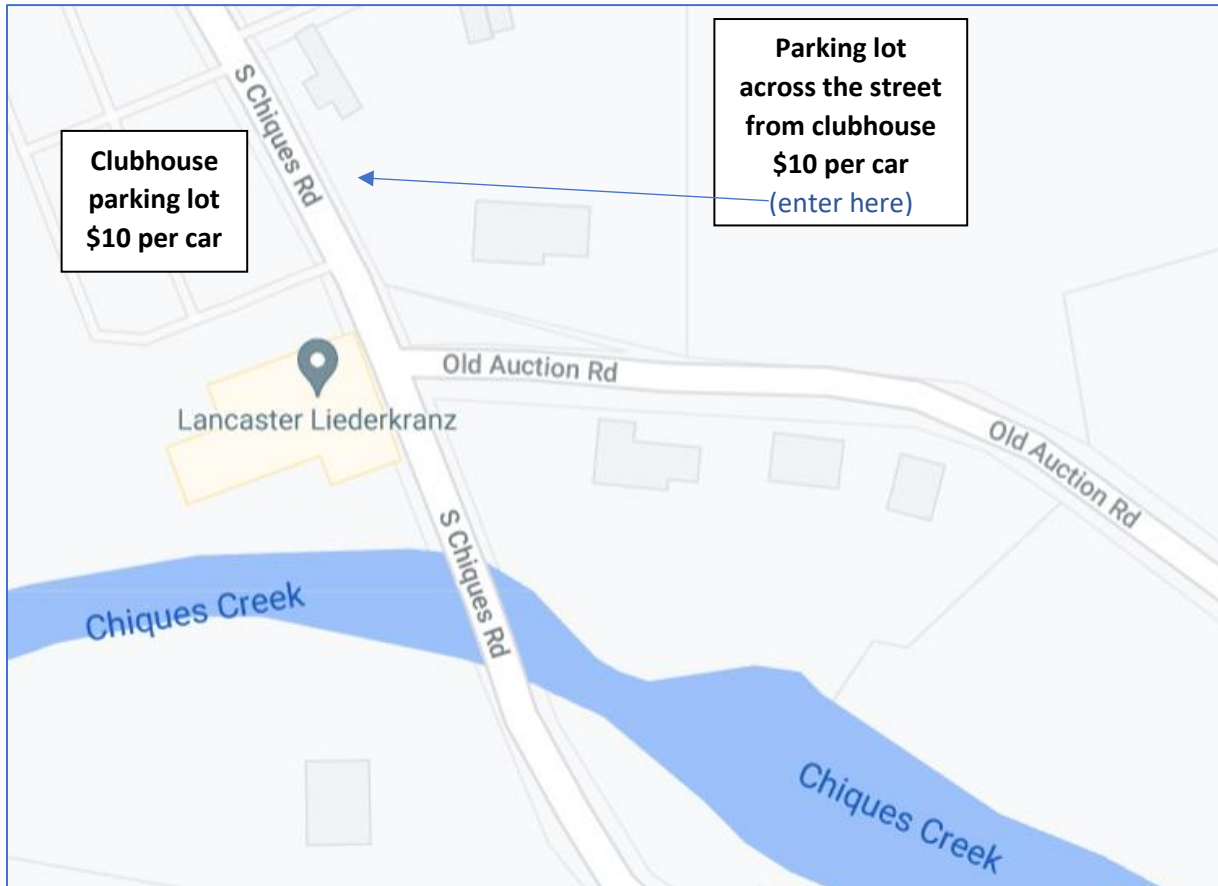 Parking lot
across the street
from clubhouse
$10 per car
(enter here)
S Chiques Rd
Clubhouse
parking lot
$10 per car
Old Auction Rd
Lancaster Liederkranz
Old Auction Rd
S Chiques Rd
Chiques Creek
Chiques Creek